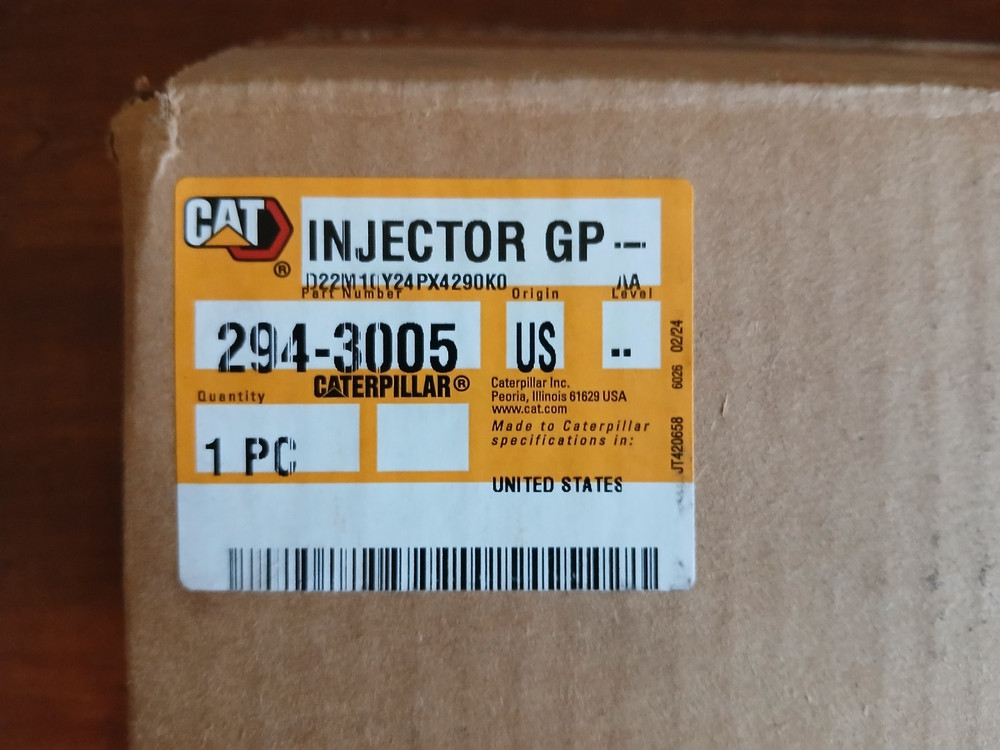 CAT
®
INJECTOR GP --
D22M10Y24PX4290K0 AA
Part Number Origin Level
294-3005 US --
CATERPILLAR®
Quantity
1 PC
Caterpillar Inc.
Peoria, Illinois 61629 USA
www.cat.com
Made to Caterpillar
specifications in:
UNITED STATES
JT420658 6026 02/24